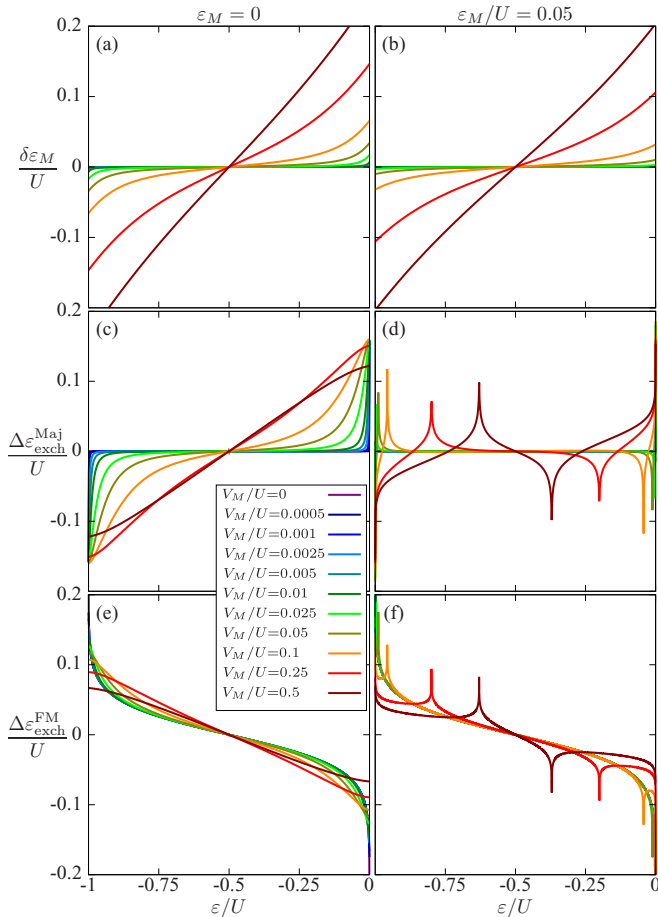 ε_M = 0
ε_M/U = 0.05
(a)
(b)
0.2
0.1
0
-0.1
0.2
δε_M
U
(c)
(d)
0.1
0
-0.1
0.2
Δε_exch^Maj
U
V_M/U=0
V_M/U=0.0005
V_M/U=0.001
V_M/U=0.0025
V_M/U=0.005
V_M/U=0.01
V_M/U=0.025
V_M/U=0.05
V_M/U=0.1
V_M/U=0.25
V_M/U=0.5
(e)
(f)
0.1
0
-0.1
-0.2
Δε_exch^FM
U
-1 -0.75 -0.5 -0.25 0
-0.75 -0.5 -0.25 0
ε/U
ε/U